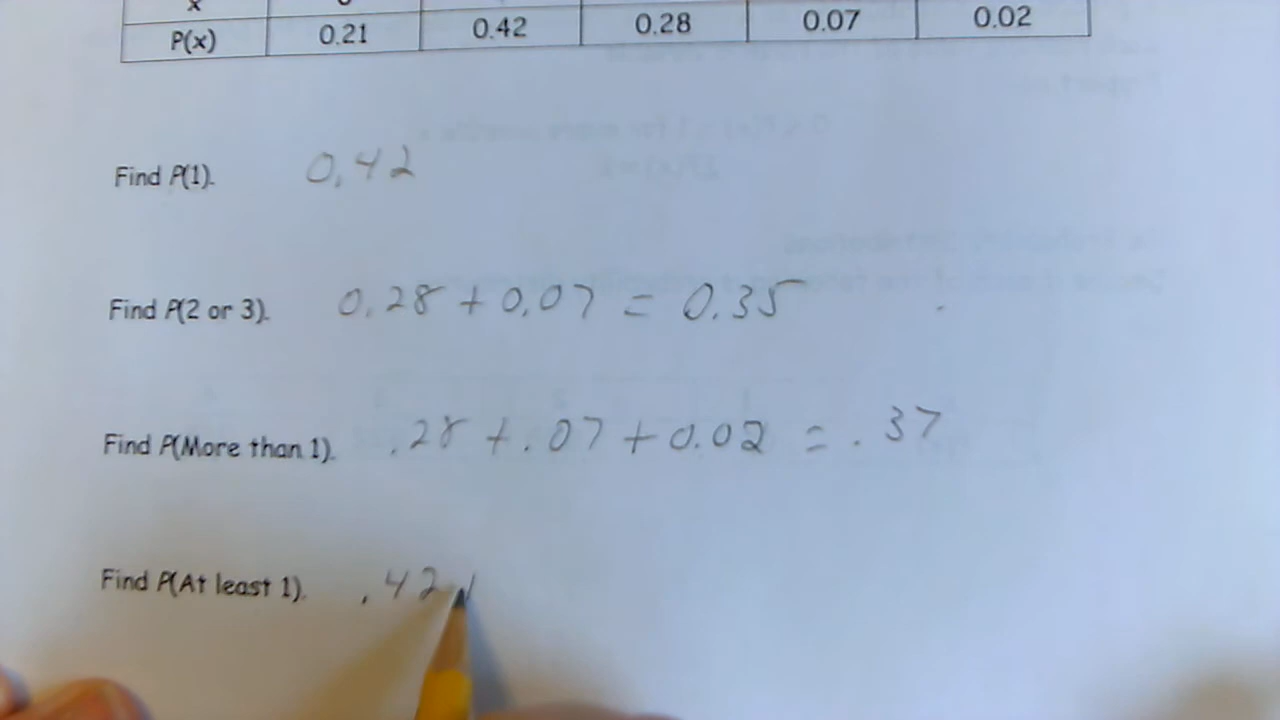 x 0
P(x) 0.21 0.42 0.28 0.07 0.02
Find P(1). 0.42
Find P(2 or 3). 0.28 + 0.07 = 0.35
Find P(More than 1). .28 + .07 + 0.02 = .37
Find P(At least 1). .42